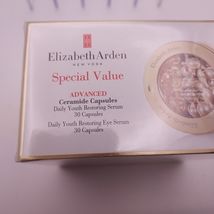 Elizabeth Arden
NEW YORK
Special Value
ADVANCED
Ceramide Capsules
Daily Youth Restoring Serum
30 Capsules
Daily Youth Restoring Eye Serum
30 Capsules